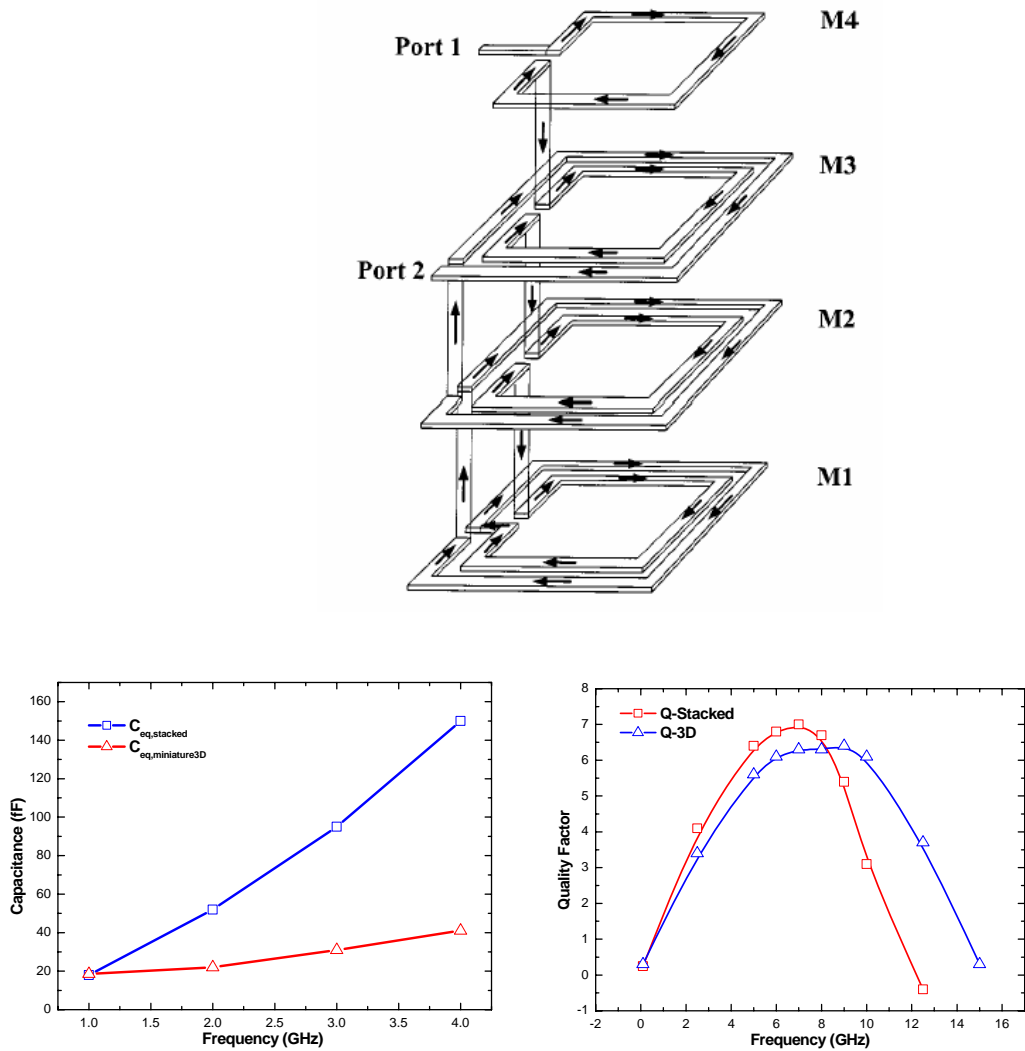 M4
Port 1
M3
Port 2
M2
M1
160
140
120
100
80
60
40
20
0
1.0
1.5
2.0
2.5
3.0
3.5
4.0
Capacitance (fF)
Frequency (GHz)
C eq,stacked
C eq,miniature3D
8
7
6
5
4
3
2
1
0
-1
-2
0
2
4
6
8
10
12
14
16
Quality Factor
Frequency (GHz)
Q-Stacked
Q-3D